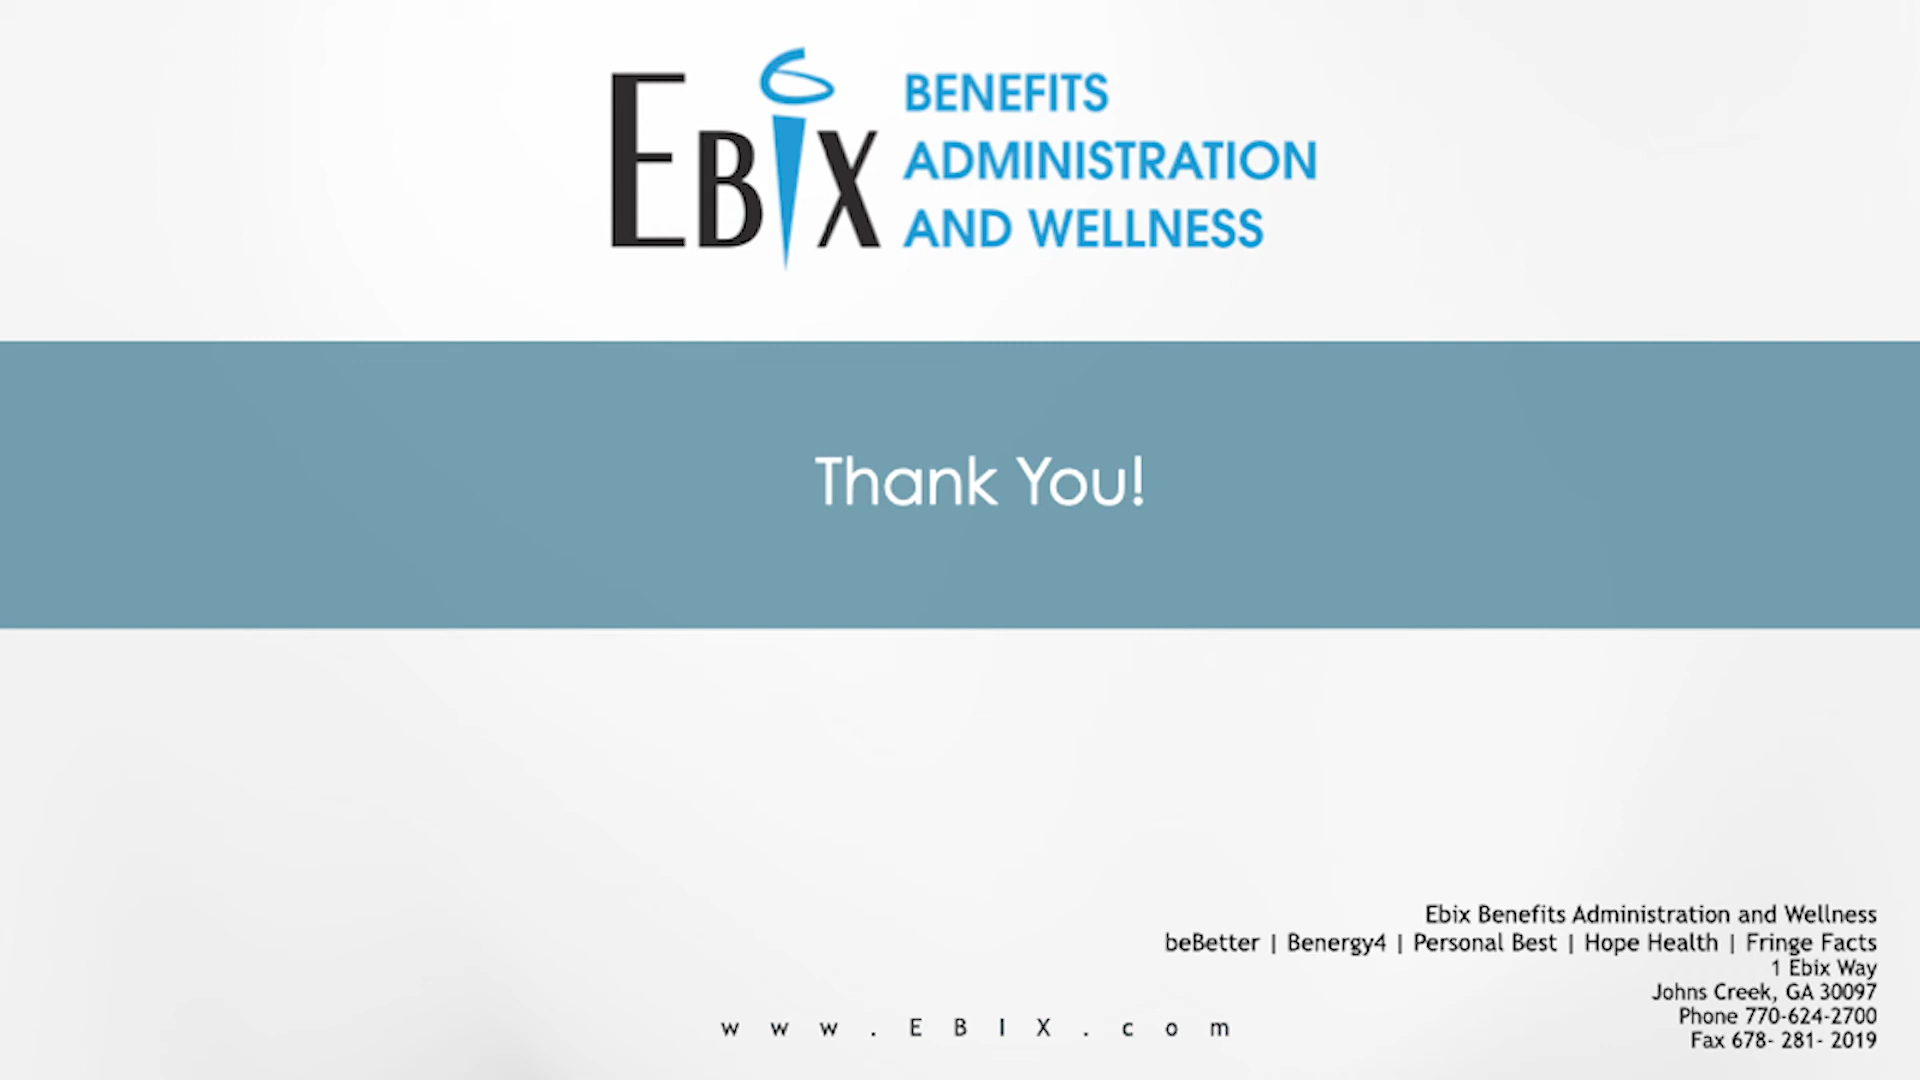 EBIX
BENEFITS
ADMINISTRATION
AND WELLNESS
Thank You!
Ebix Benefits Administration and Wellness
beBetter | Benergy4 | Personal Best | Hope Health | Fringe Facts
1 Ebix Way
Johns Creek, GA 30097
Phone 770-624-2700
Fax 678- 281- 2019
www.EBIX.com